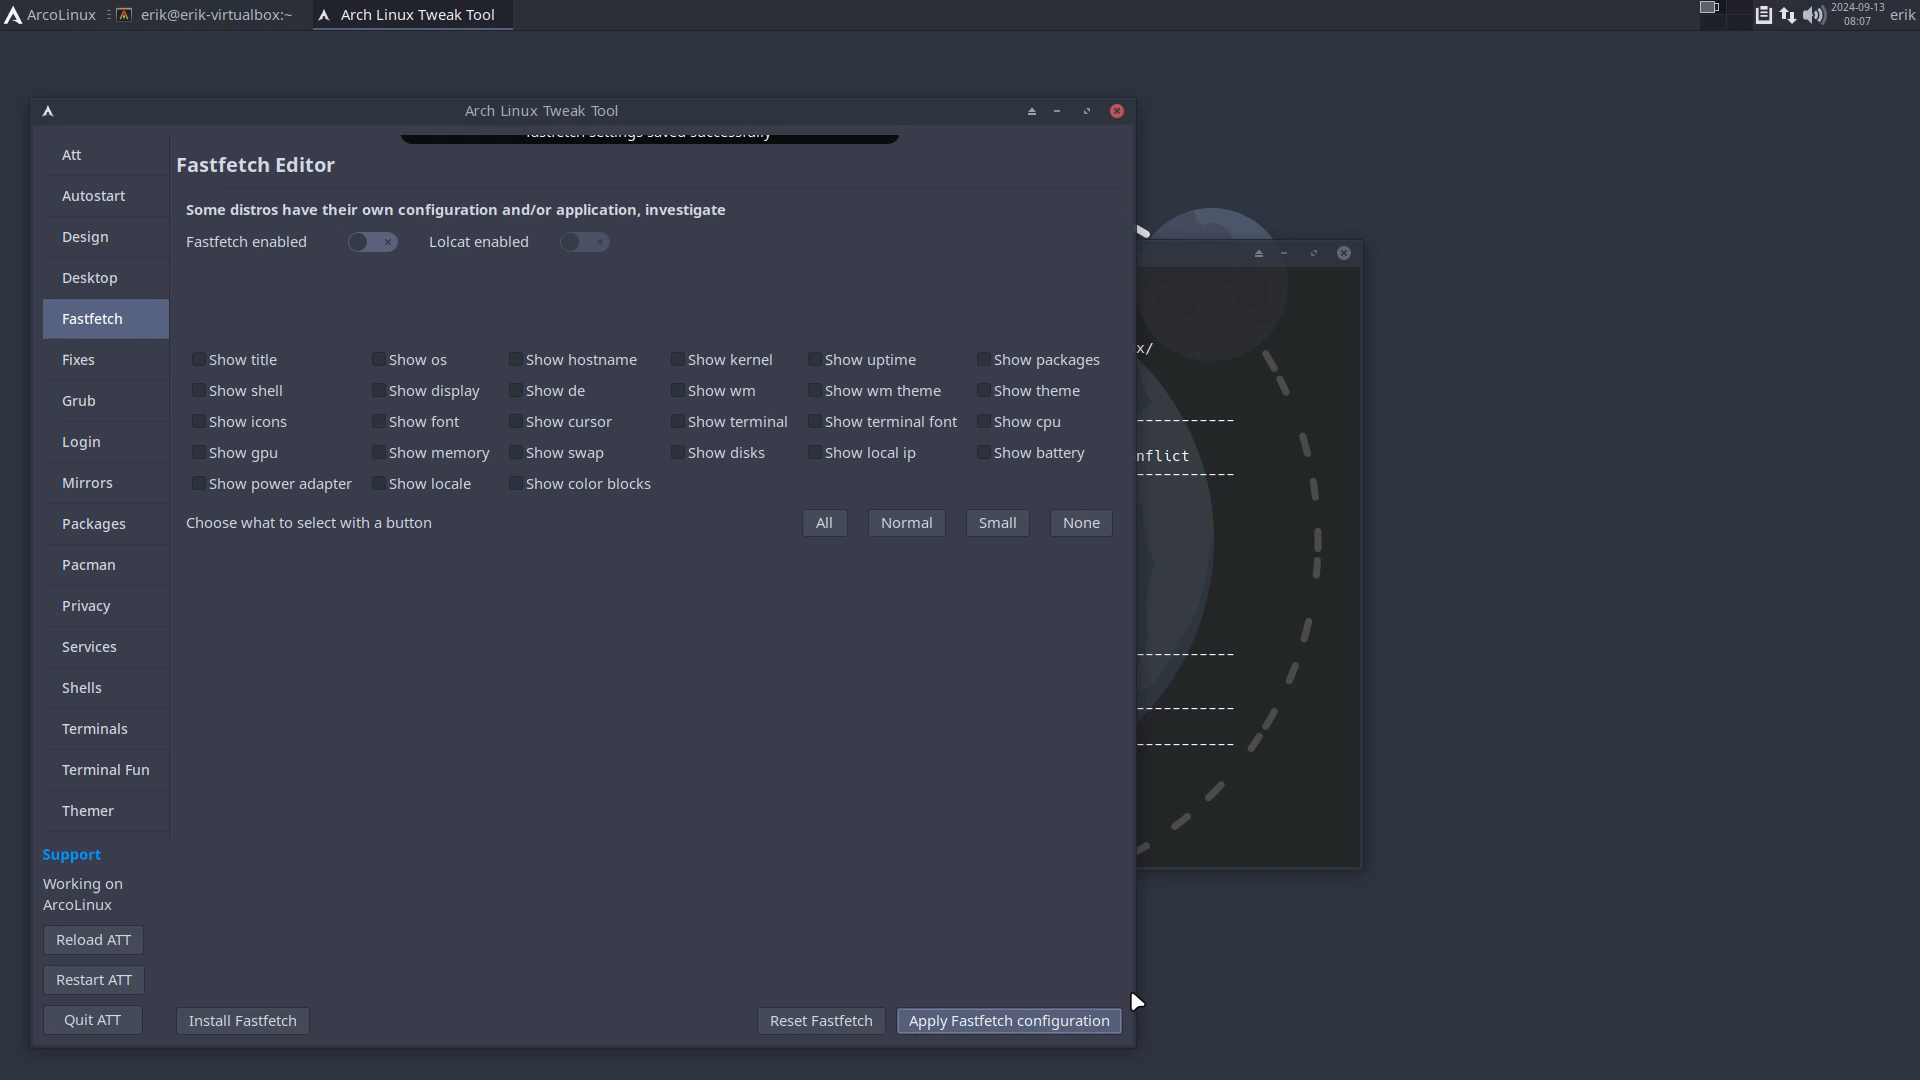 ArcoLinux
erik@erik-virtualbox:~
Arch Linux Tweak Tool
2024-09-13
08:07
erik
Arch Linux Tweak Tool
fastfetch settings saved successfully
Att
Autostart
Design
Desktop
Fastfetch
Fixes
Grub
Login
Mirrors
Packages
Pacman
Privacy
Services
Shells
Terminals
Terminal Fun
Themer
Support
Working on
ArcoLinux
Reload ATT
Restart ATT
Quit ATT
Fastfetch Editor
Some distros have their own configuration and/or application, investigate
Fastfetch enabled
Lolcat enabled
Show title Show os Show hostname Show kernel Show uptime Show packages
Show shell Show display Show de Show wm Show wm theme Show theme
Show icons Show font Show cursor Show terminal Show terminal font Show cpu
Show gpu Show memory Show swap Show disks Show local ip Show battery
Show power adapter Show locale Show color blocks
Choose what to select with a button
All
Normal
Small
None
Install Fastfetch
Reset Fastfetch
Apply Fastfetch configuration
x/
-----------
nflict
-----------
-----------
-----------
-----------